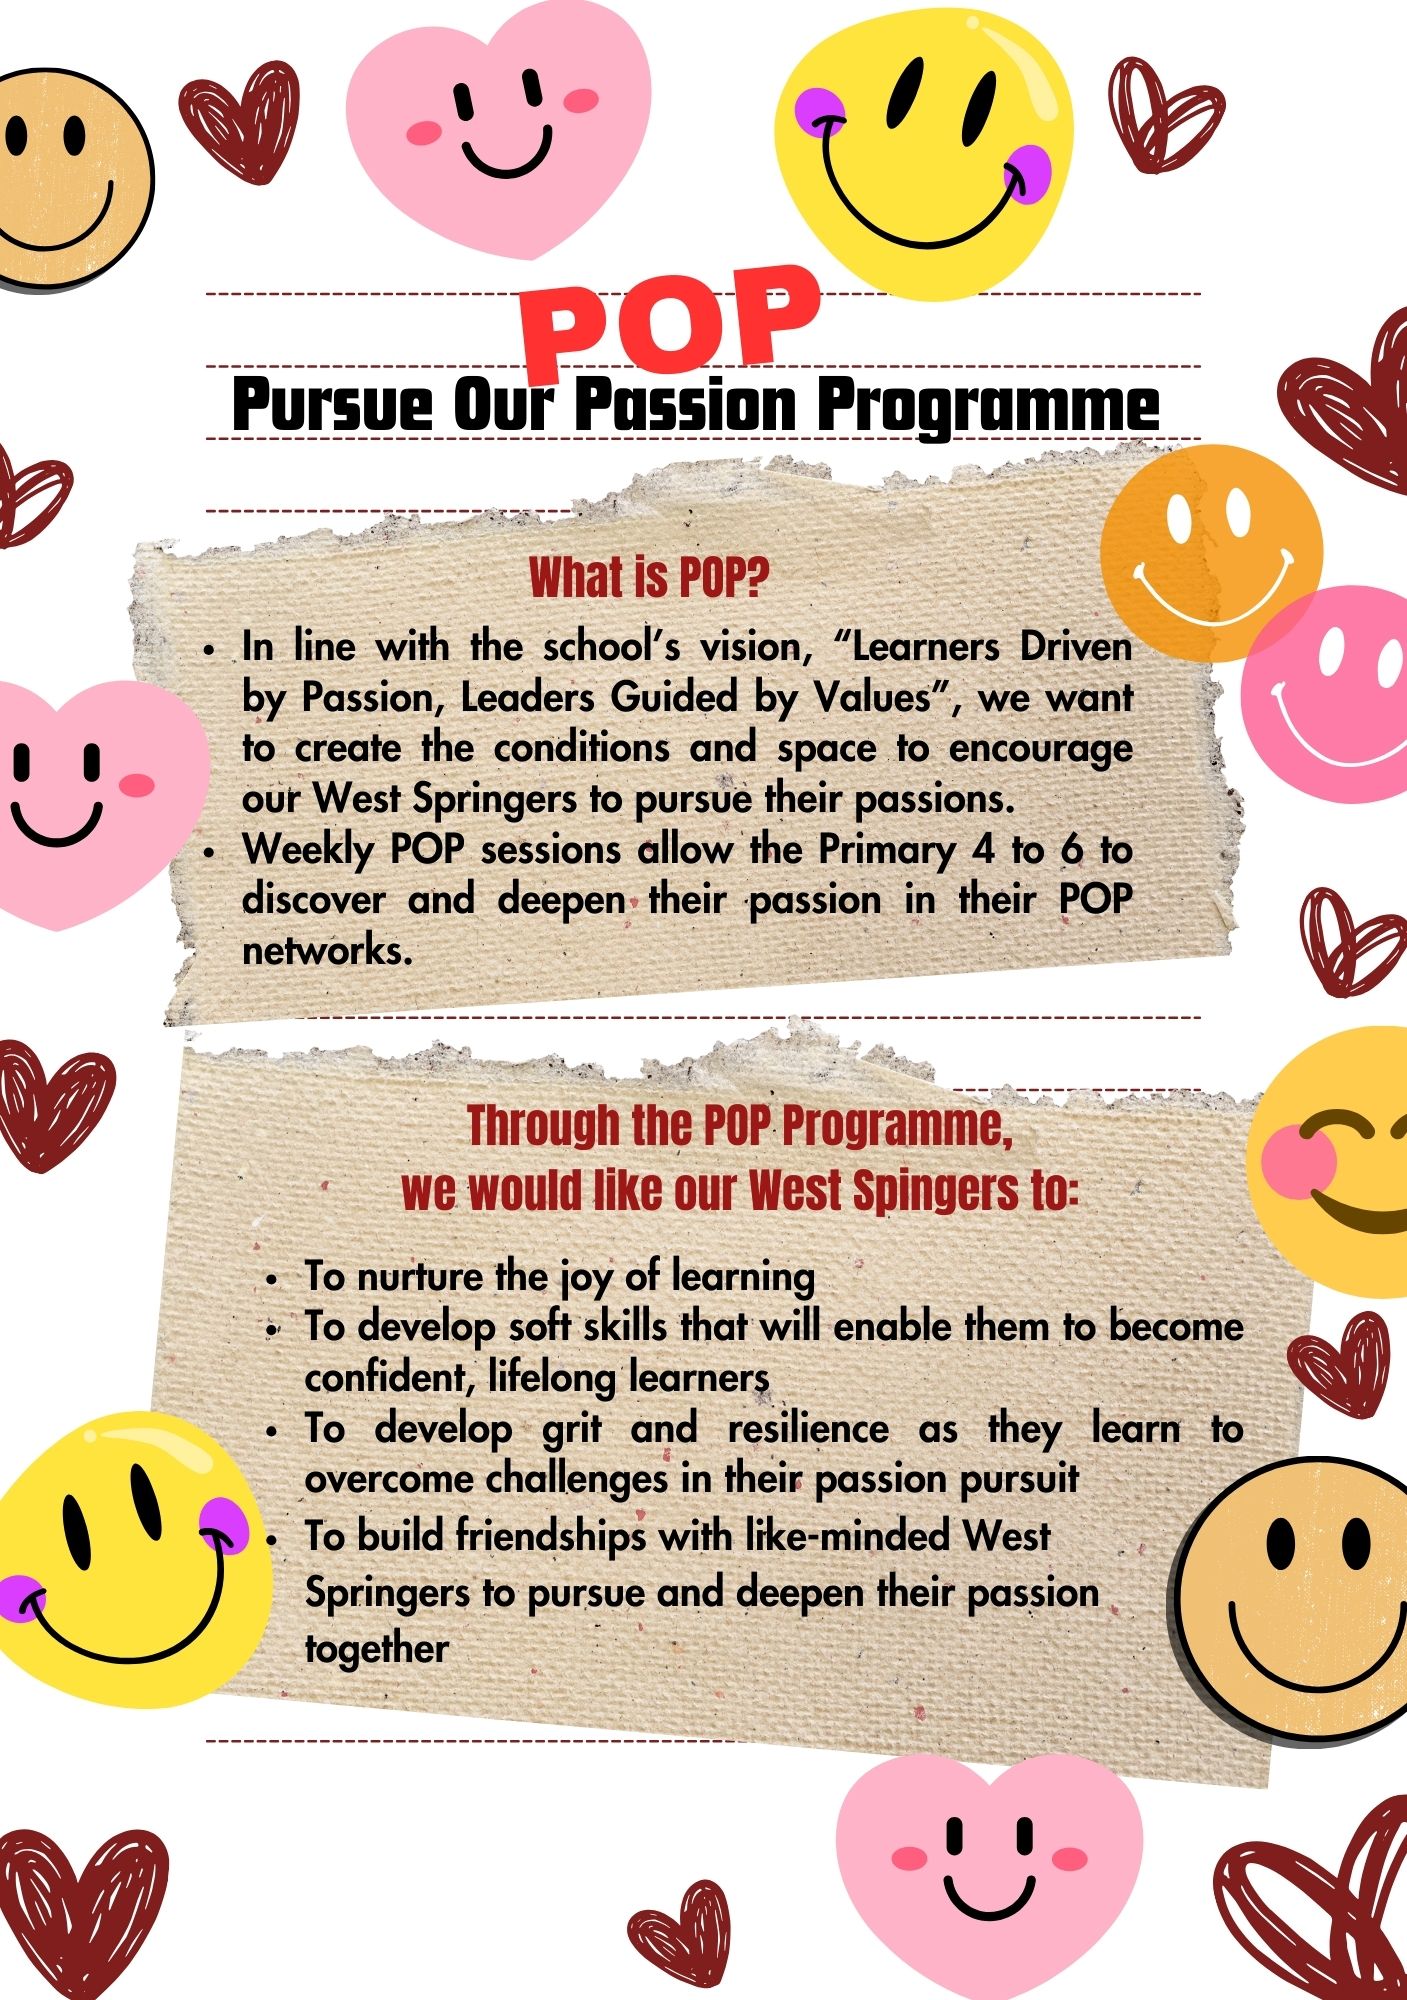 POP
Pursue Our Passion Programme
What is POP?
• In line with the school’s vision, “Learners Driven
by Passion, Leaders Guided by Values”, we want
to create the conditions and space to encourage
our West Springers to pursue their passions.
• Weekly POP sessions allow the Primary 4 to 6 to
discover and deepen their passion in their POP
networks.
Through the POP Programme,
we would like our West Spingers to:
• To nurture the joy of learning
• To develop soft skills that will enable them to become
confident, lifelong learners
• To develop grit and resilience as they learn to
overcome challenges in their passion pursuit
• To build friendships with like-minded West
Springers to pursue and deepen their passion
together